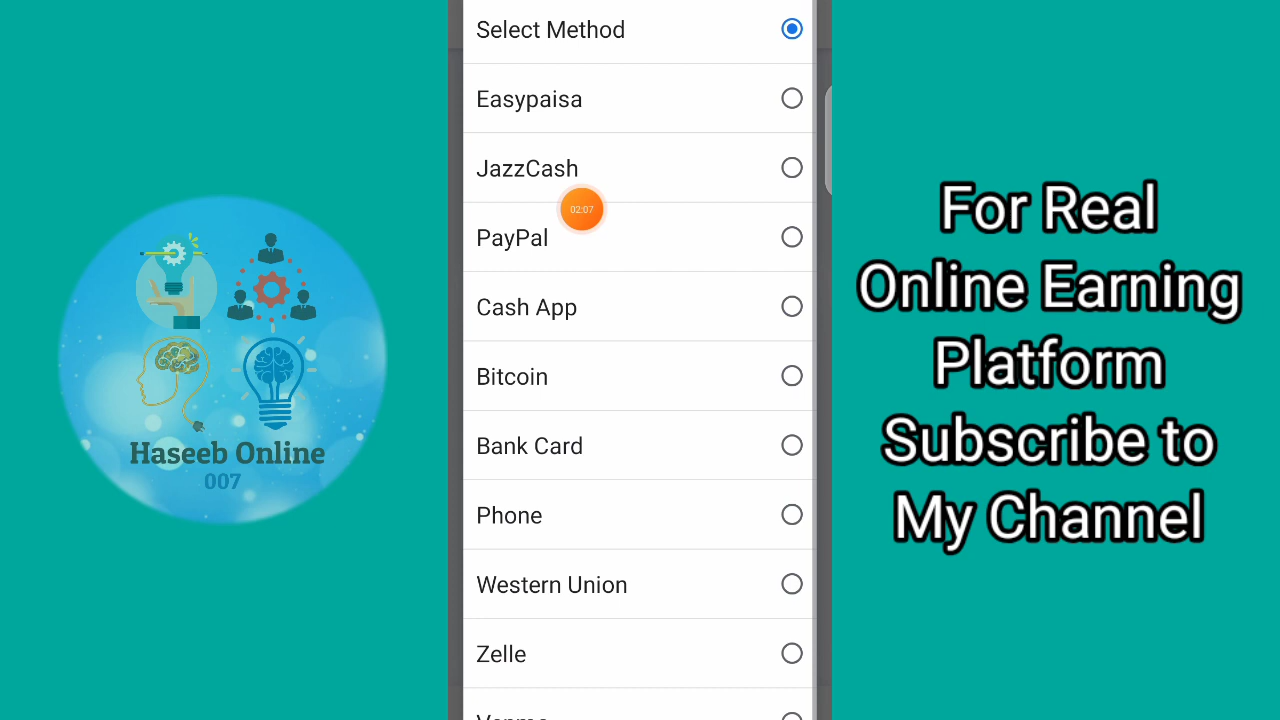 Select Method
Easypaisa
JazzCash
02:07
PayPal
Cash App
Bitcoin
Bank Card
Phone
Western Union
Zelle
Venmo
Haseeb Online
007
For Real
Online Earning
Platform
Subscribe to
My Channel